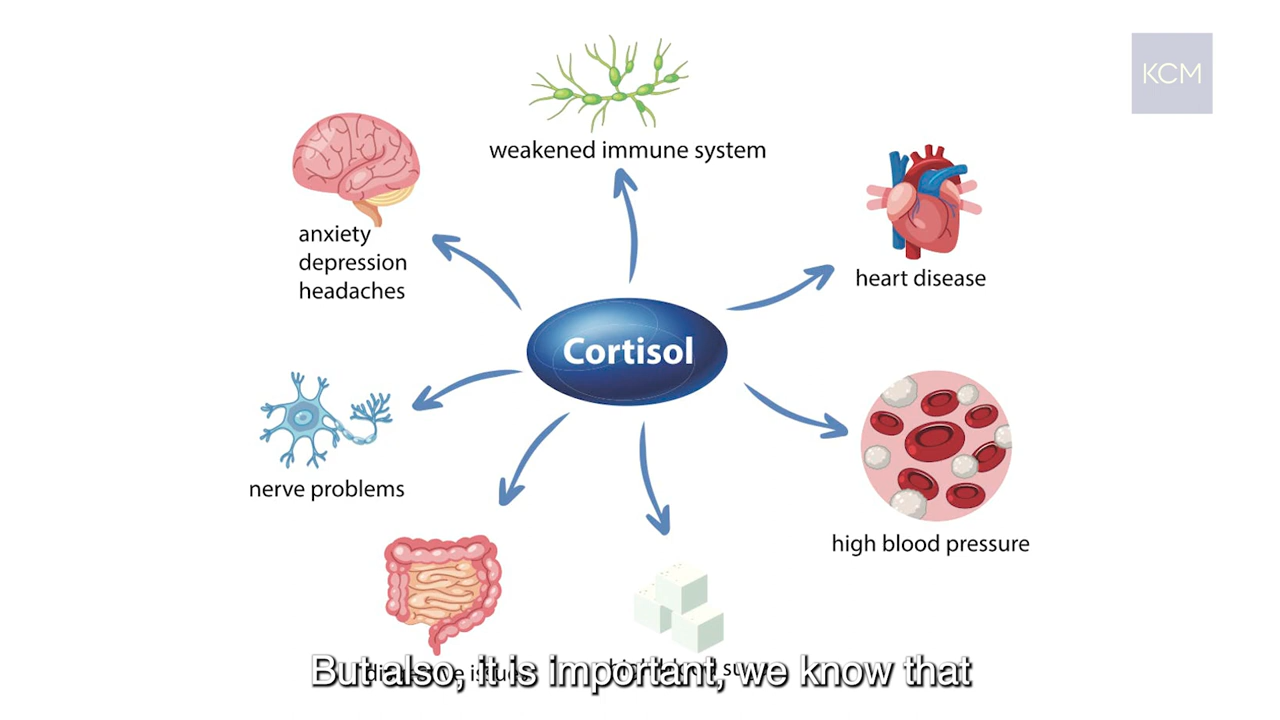 KCM
weakened immune system
anxiety
depression
headaches
heart disease
Cortisol
nerve problems
high blood pressure
But also, it is important, we know that